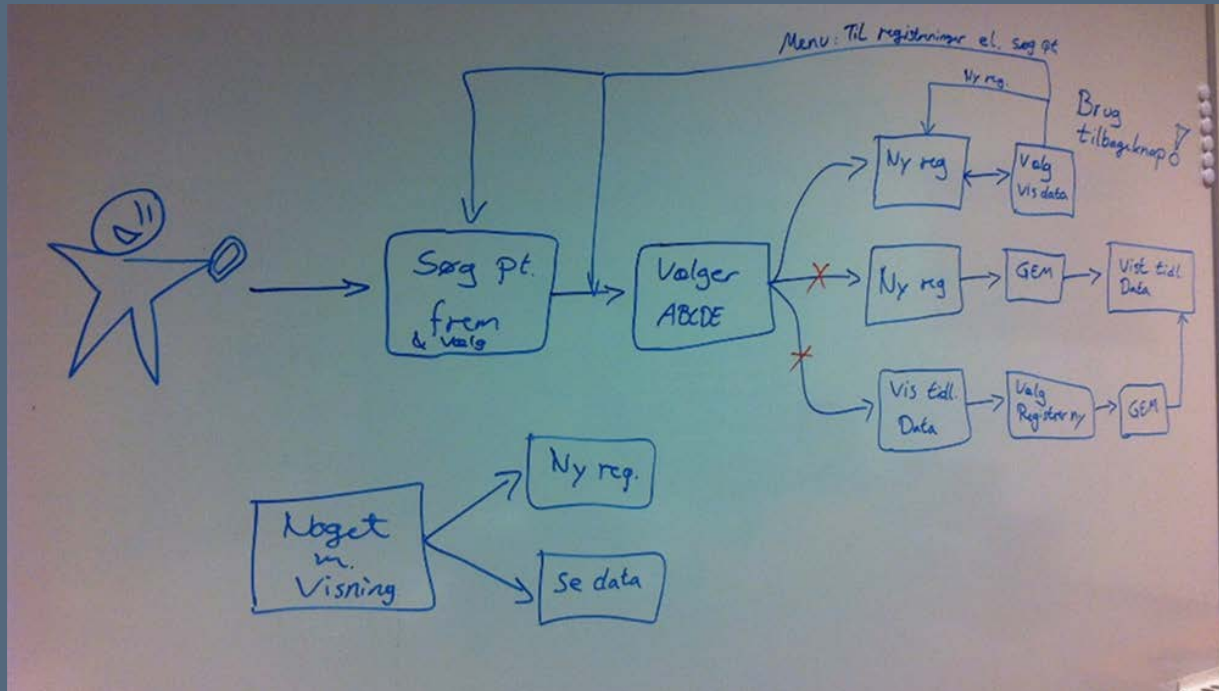 Menu: Til registreringer el. søg pt
Ny reg.
Brug
tilbageknap!
Ny reg
Vælg
Vis data
Søg pt.
frem
& vælg
Vælger
ABCDE
Ny reg
GEM
Vist tidl.
Data
Vis tidl.
Data
Vælg
Registrer ny
GEM
Noget
m.
Visning
Ny reg.
Se data